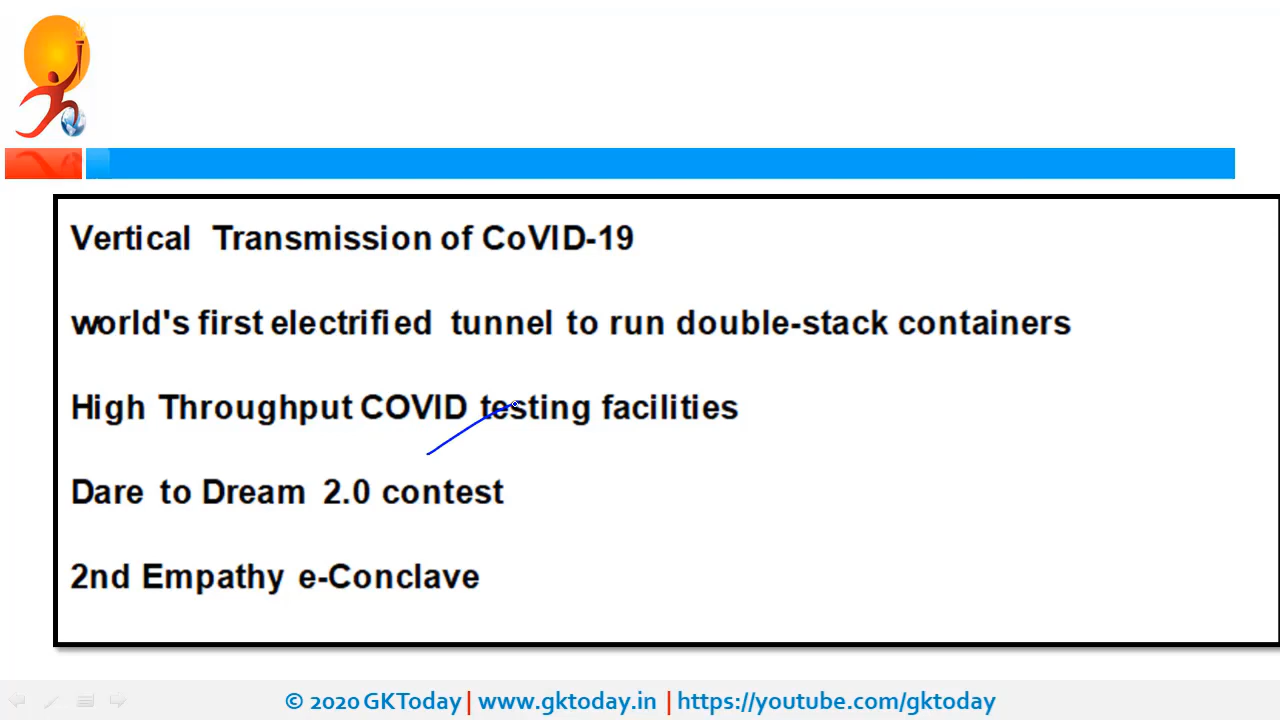 Vertical Transmission of CoVID-19
world's first electrified tunnel to run double-stack containers
High Throughput COVID testing facilities
Dare to Dream 2.0 contest
2nd Empathy e-Conclave
© 2020 GKToday | www.gktoday.in | https://youtube.com/gktoday